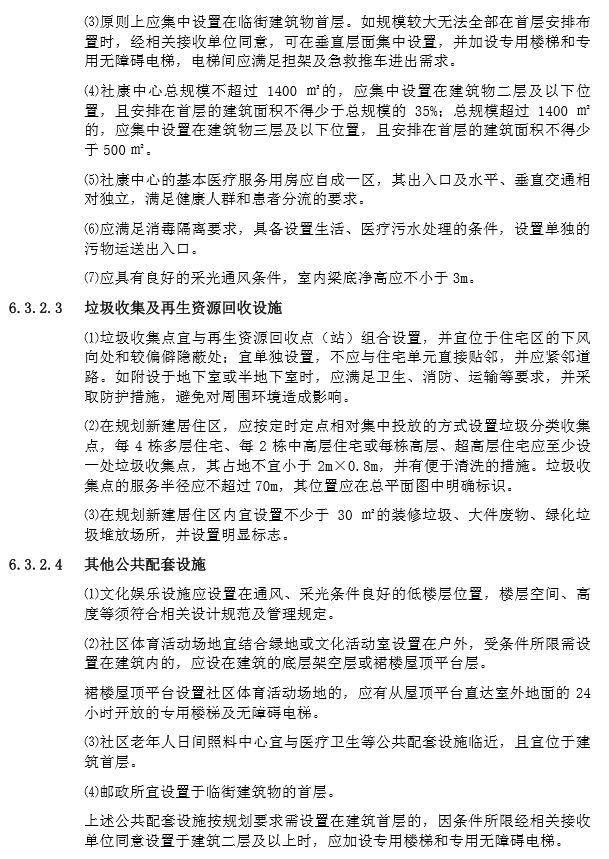 ⑶原则上应集中设置在临街建筑物首层。如规模较大无法全部在首层安排布
置时，经相关接收单位同意，可在垂直层面集中设置，并加设专用楼梯和专
用无障碍电梯，电梯间应满足担架及急救推车进出需求。
⑷社康中心总规模不超过 1400 ㎡的，应集中设置在建筑物二层及以下位
置，且安排在首层的建筑面积不得少于总规模的 35%；总规模超过 1400 ㎡
的，应集中设置在建筑物三层及以下位置，且安排在首层的建筑面积不得少
于 500 ㎡。
⑸社康中心的基本医疗服务用房应自成一区，其出入口及水平、垂直交通相
对独立，满足健康人群和患者分流的要求。
⑹应满足消毒隔离要求，具备设置生活、医疗污水处理的条件，设置单独的
污物运送出入口。
⑺应具有良好的采光通风条件，室内梁底净高应不小于 3m。
6.3.2.3 垃圾收集及再生资源回收设施
⑴垃圾收集点宜与再生资源回收点（站）组合设置，并宜位于住宅区的下风
向处和较偏僻隐蔽处；宜单独设置，不应与住宅单元直接贴邻，并应紧邻道
路。如附设于地下室或半地下室时，应满足卫生、消防、运输等要求，并采
取防护措施，避免对周围环境造成影响。
⑵在规划新建居住区，应按定时定点相对集中投放的方式设置垃圾分类收集
点，每 4 栋多层住宅、每 2 栋中高层住宅或每栋高层、超高层住宅应至少设
一处垃圾收集点，其占地不宜小于 2m×0.8m，并有便于清洗的措施。垃圾收
集点的服务半径应不超过 70m，其位置应在总平面图中明确标识。
⑶在规划新建居住区内宜设置不少于 30 ㎡的装修垃圾、大件废物、绿化垃
圾堆放场所，并设置明显标志。
6.3.2.4 其他公共配套设施
⑴文化娱乐设施应设置在通风、采光条件良好的低楼层位置，楼层空间、高
度等须符合相关设计规范及管理规定。
⑵社区体育活动场地宜结合绿地或文化活动室设置在户外，受条件所限需设
置在建筑内的，应设在建筑的底层架空层或裙楼屋顶平台层。
裙楼屋顶平台设置社区体育活动场地的，应有从屋顶平台直达室外地面的 24
小时开放的专用楼梯及无障碍电梯。
⑶社区老年人日间照料中心宜与医疗卫生等公共配套设施临近，且宜位于建
筑首层。
⑷邮政所宜设置于临街建筑物的首层。
上述公共配套设施按规划要求需设置在建筑首层的，因条件所限经相关接收
单位同意设置于建筑二层及以上时，应加设专用楼梯和专用无障碍电梯。